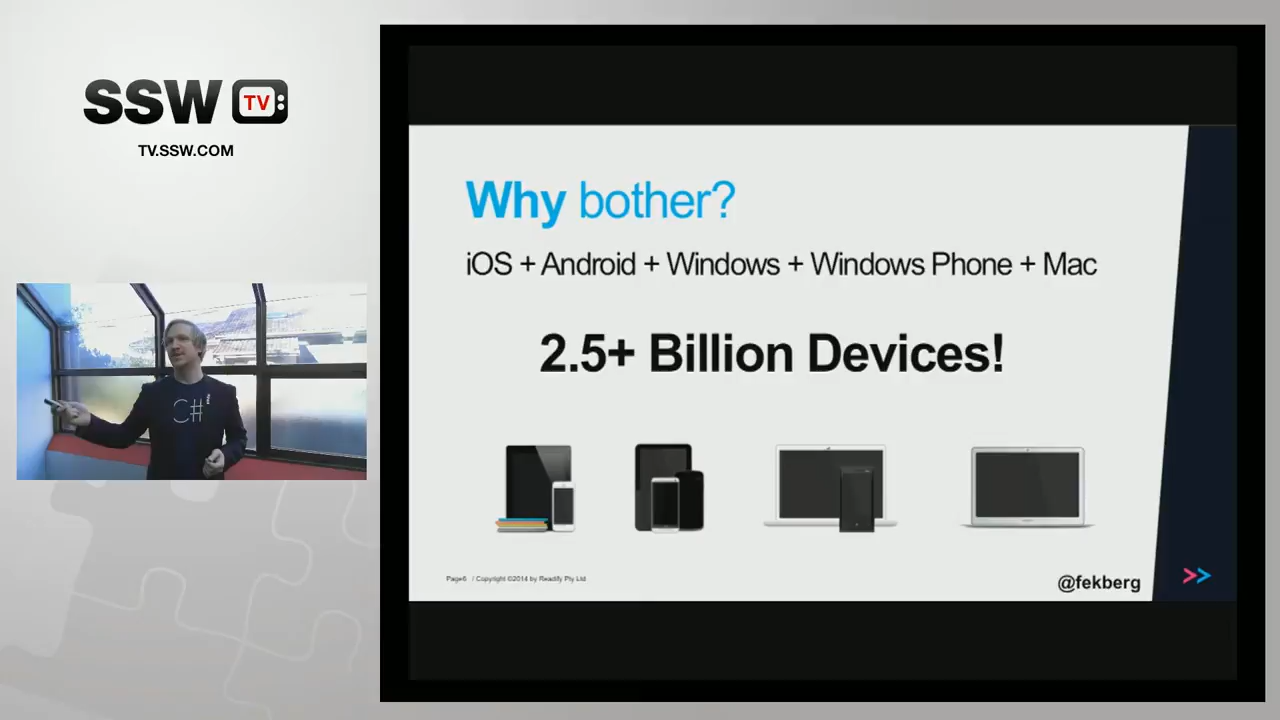 SSW TV
TV.SSW.COM
C#
Why bother?
iOS + Android + Windows + Windows Phone + Mac
2.5+ Billion Devices!
Page6 / Copyright ©2014 by Readify Pty Ltd
@fekberg